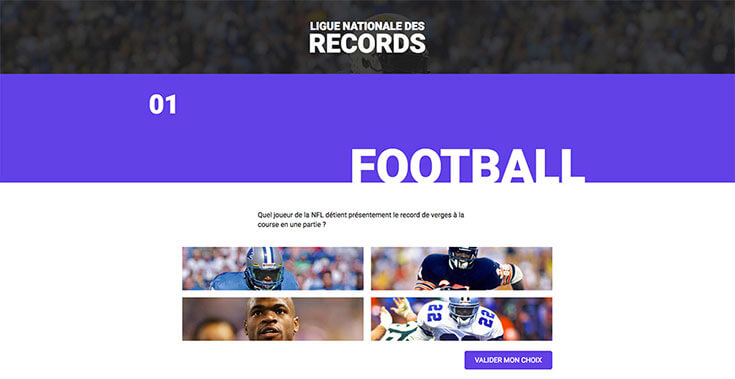 LIGUE NATIONALE DES
RECORDS
01
FOOTBALL
Quel joueur de la NFL détient présentement le record de verges à la
course en une partie ?
22
22
VALIDER MON CHOIX